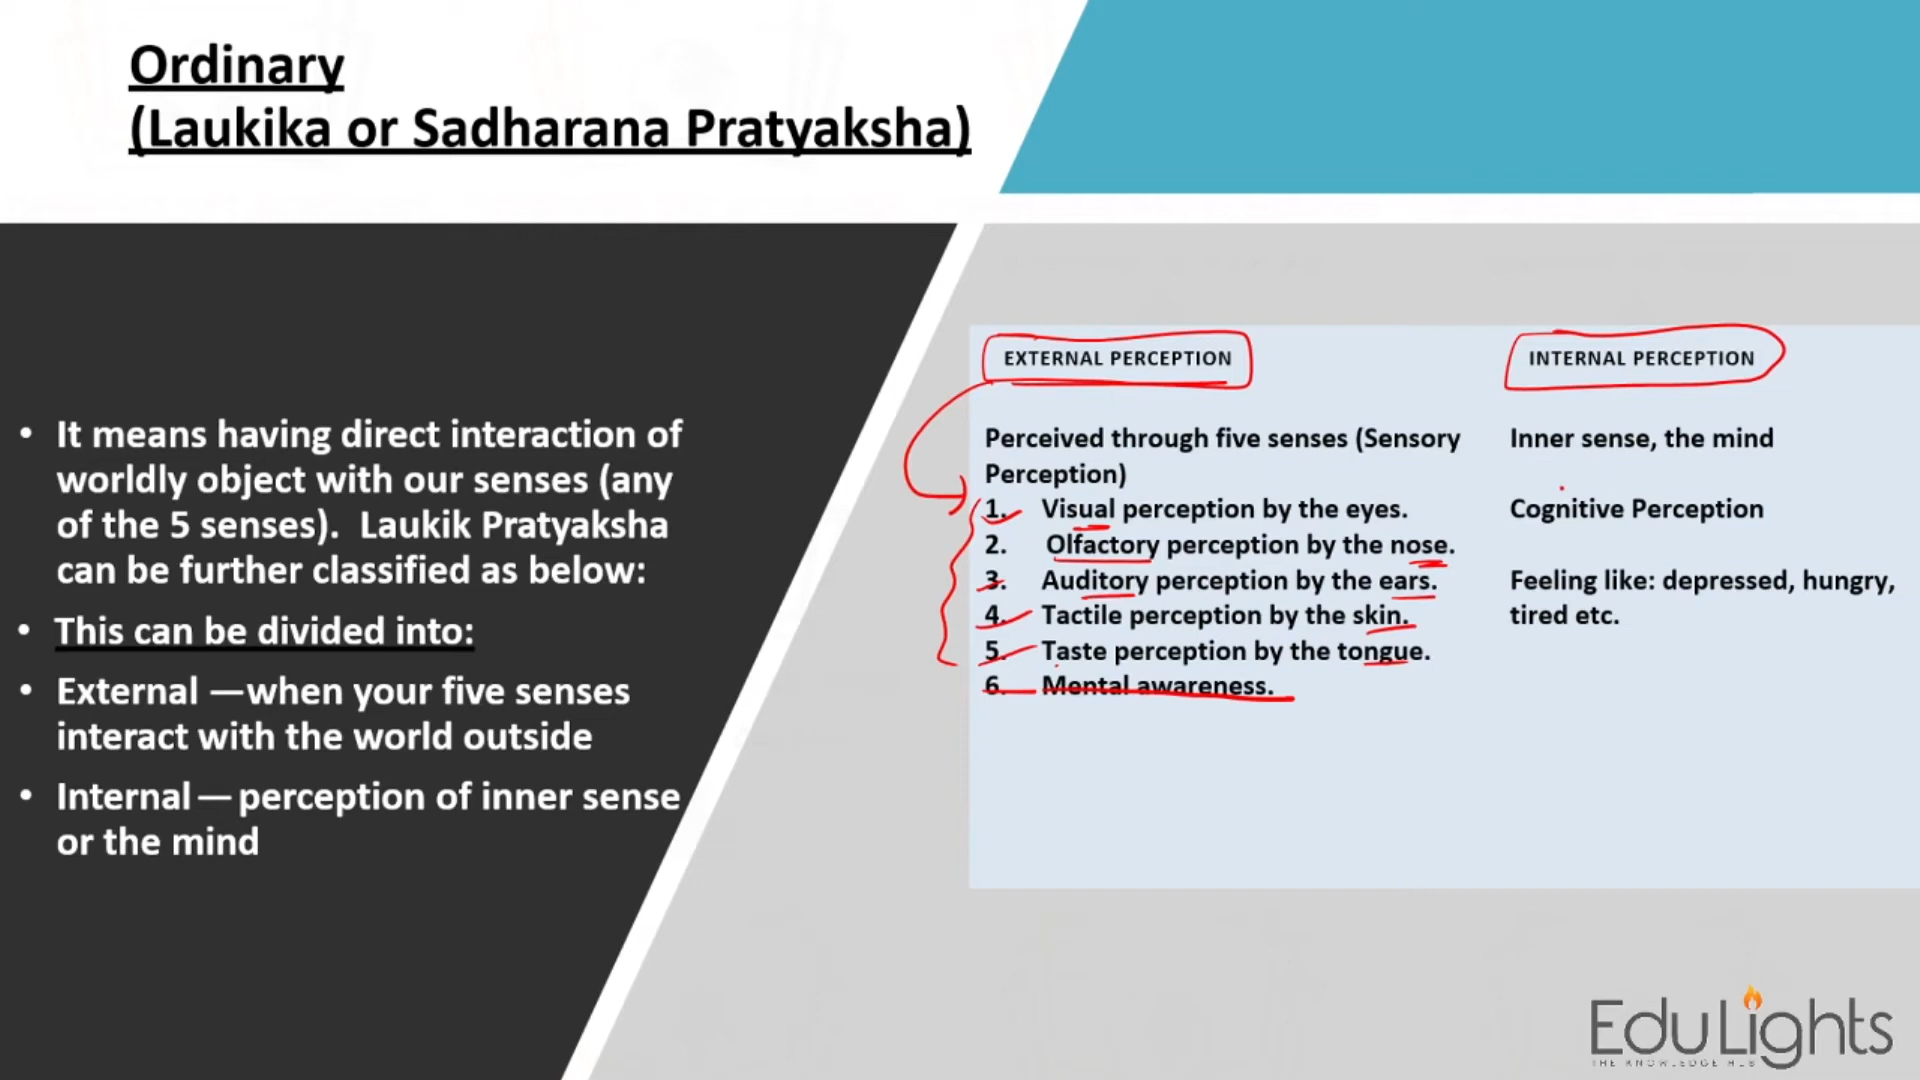 Ordinary
(Laukika or Sadharana Pratyaksha)
• It means having direct interaction of
worldly object with our senses (any
of the 5 senses).  Laukik Pratyaksha
can be further classified as below:
• This can be divided into:
• External —when your five senses
interact with the world outside
• Internal — perception of inner sense
or the mind
EXTERNAL PERCEPTION
Perceived through five senses (Sensory
Perception)
1. Visual perception by the eyes.
2. Olfactory perception by the nose.
3. Auditory perception by the ears.
4. Tactile perception by the skin.
5. Taste perception by the tongue.
6. Mental awareness.
INTERNAL PERCEPTION
Inner sense, the mind
Cognitive Perception
Feeling like: depressed, hungry,
tired etc.
EduLights
THE KNOWLEDGE HUB